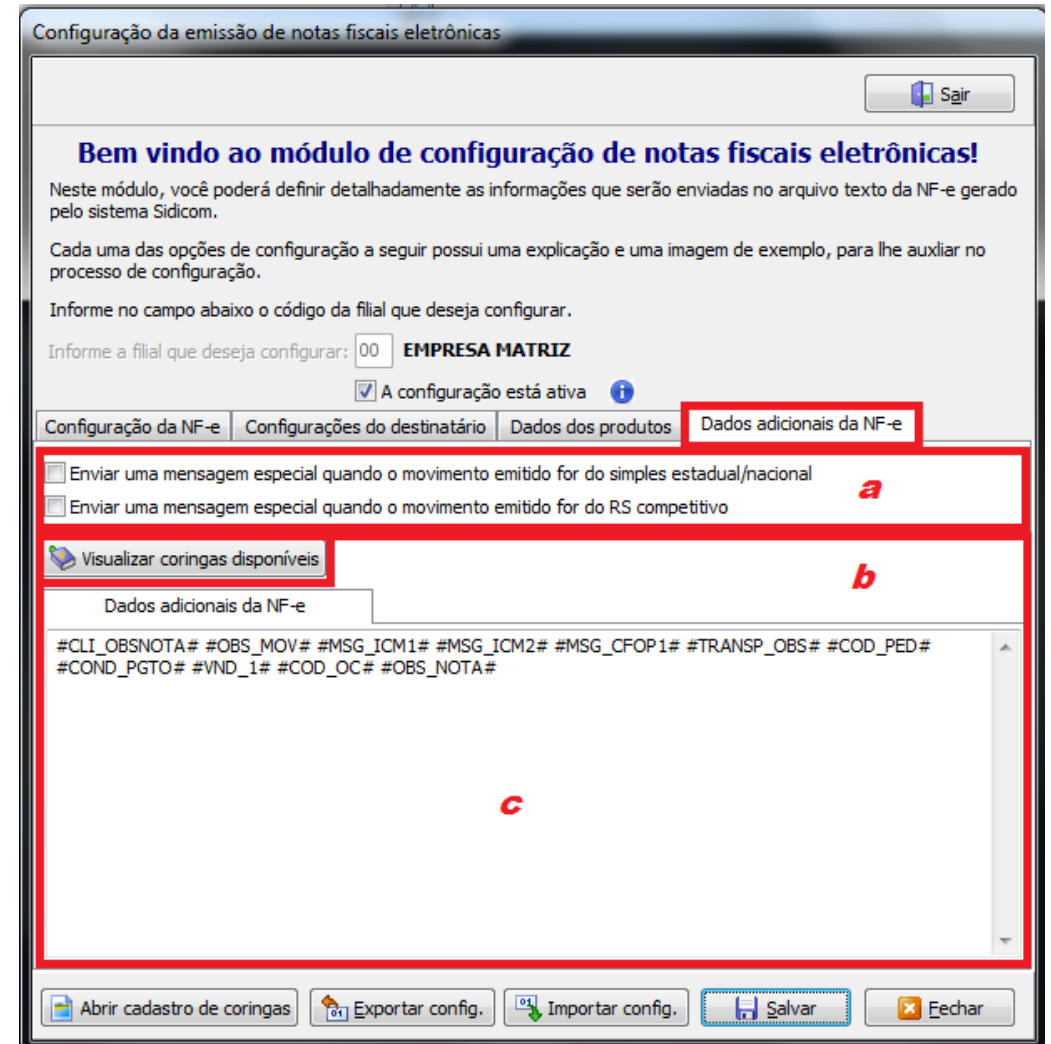 Configuração da emissão de notas fiscais eletrônicas
Sair
Bem vindo ao módulo de configuração de notas fiscais eletrônicas!
Neste módulo, você poderá definir detalhadamente as informações que serão enviadas no arquivo texto da NF-e gerado
pelo sistema Sidicom.
Cada uma das opções de configuração a seguir possui uma explicação e uma imagem de exemplo, para lhe auxliar no
processo de configuração.
Informe no campo abaixo o código da filial que deseja configurar.
Informe a filial que deseja configurar: 00 EMPRESA MATRIZ
A configuração está ativa
Configuração da NF-e Configurações do destinatário Dados dos produtos Dados adicionais da NF-e
Enviar uma mensagem especial quando o movimento emitido for do simples estadual/nacional
a
Enviar uma mensagem especial quando o movimento emitido for do RS competitivo
Visualizar coringas disponíveis
b
Dados adicionais da NF-e
#CLI_OBSNOTA# #OBS_MOV# #MSG_ICM1# #MSG_ICM2# #MSG_CFOP1# #TRANSP_OBS# #COD_PED#
#COND_PGTO# #VND_1# #COD_OC# #OBS_NOTA#
c
Abrir cadastro de coringas Exportar config. Importar config. Salvar Fechar